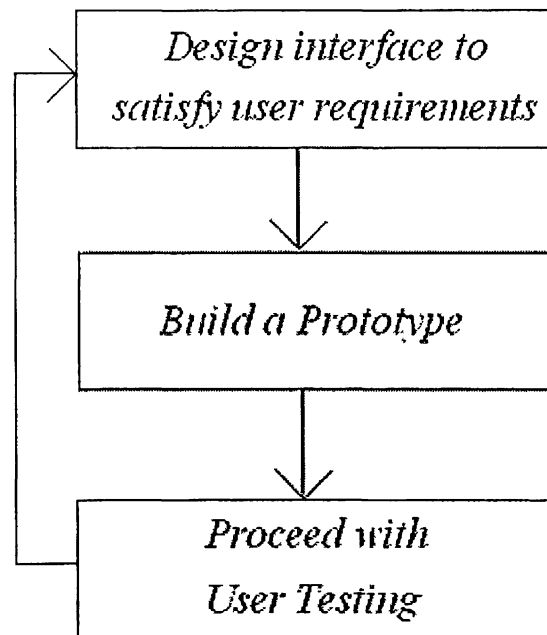 Design interface to
satisfy user requirements
Build a Prototype
Proceed with
User Testing